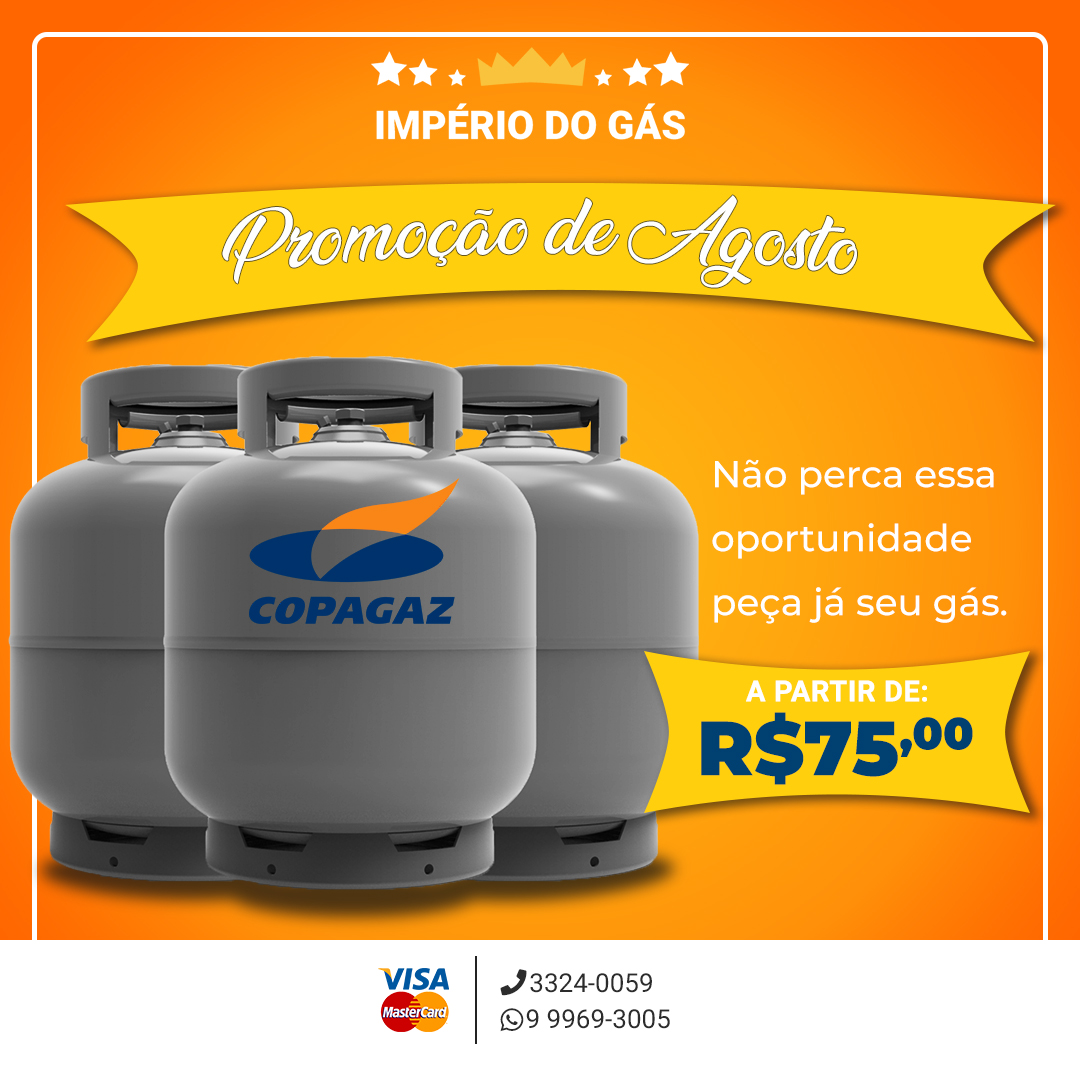 IMPÉRIO DO GÁS
Promoção de Agosto
COPAGAZ
Não perca essa
oportunidade
peça já seu gás.
A PARTIR DE:
R$75,00
VISA
MasterCard
3324-0059
9 9969-3005